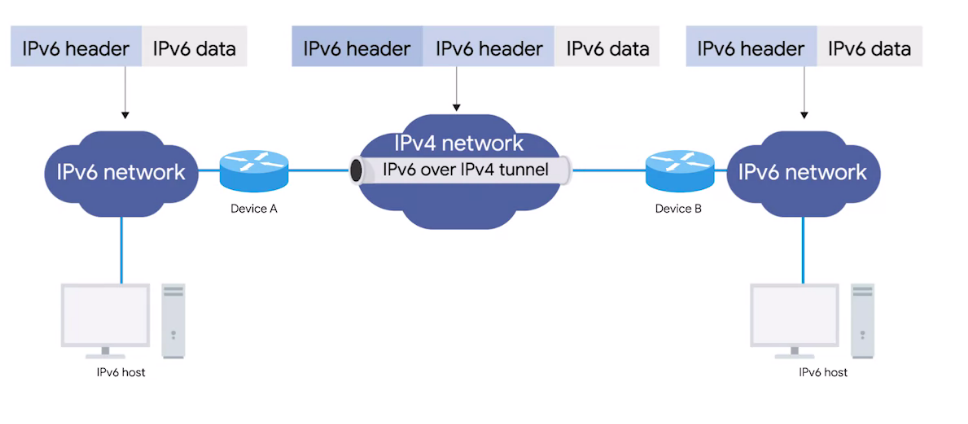 IPv6 header IPv6 data
IPv6 header IPv6 header IPv6 data
IPv6 header IPv6 data
IPv6 network
IPv4 network
IPv6 over IPv4 tunnel
IPv6 network
Device A
Device B
IPv6 host
IPv6 host